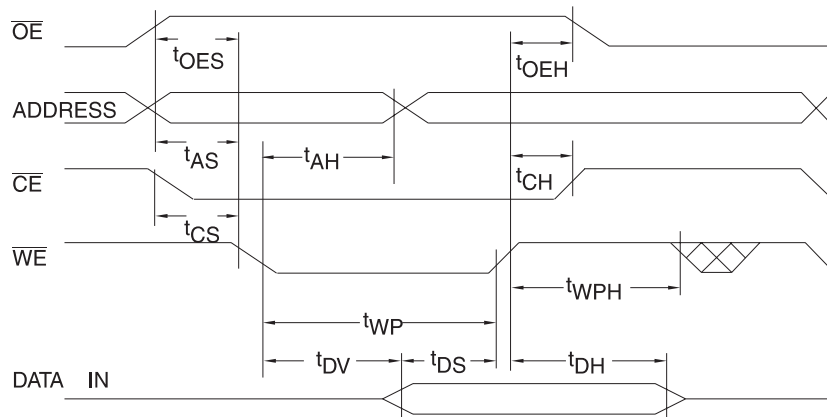 OE
tOES
tOEH
ADDRESS
tAS
tAH
CE
tCH
tCS
WE
tWPH
tWP
tDV
tDS
tDH
DATA IN